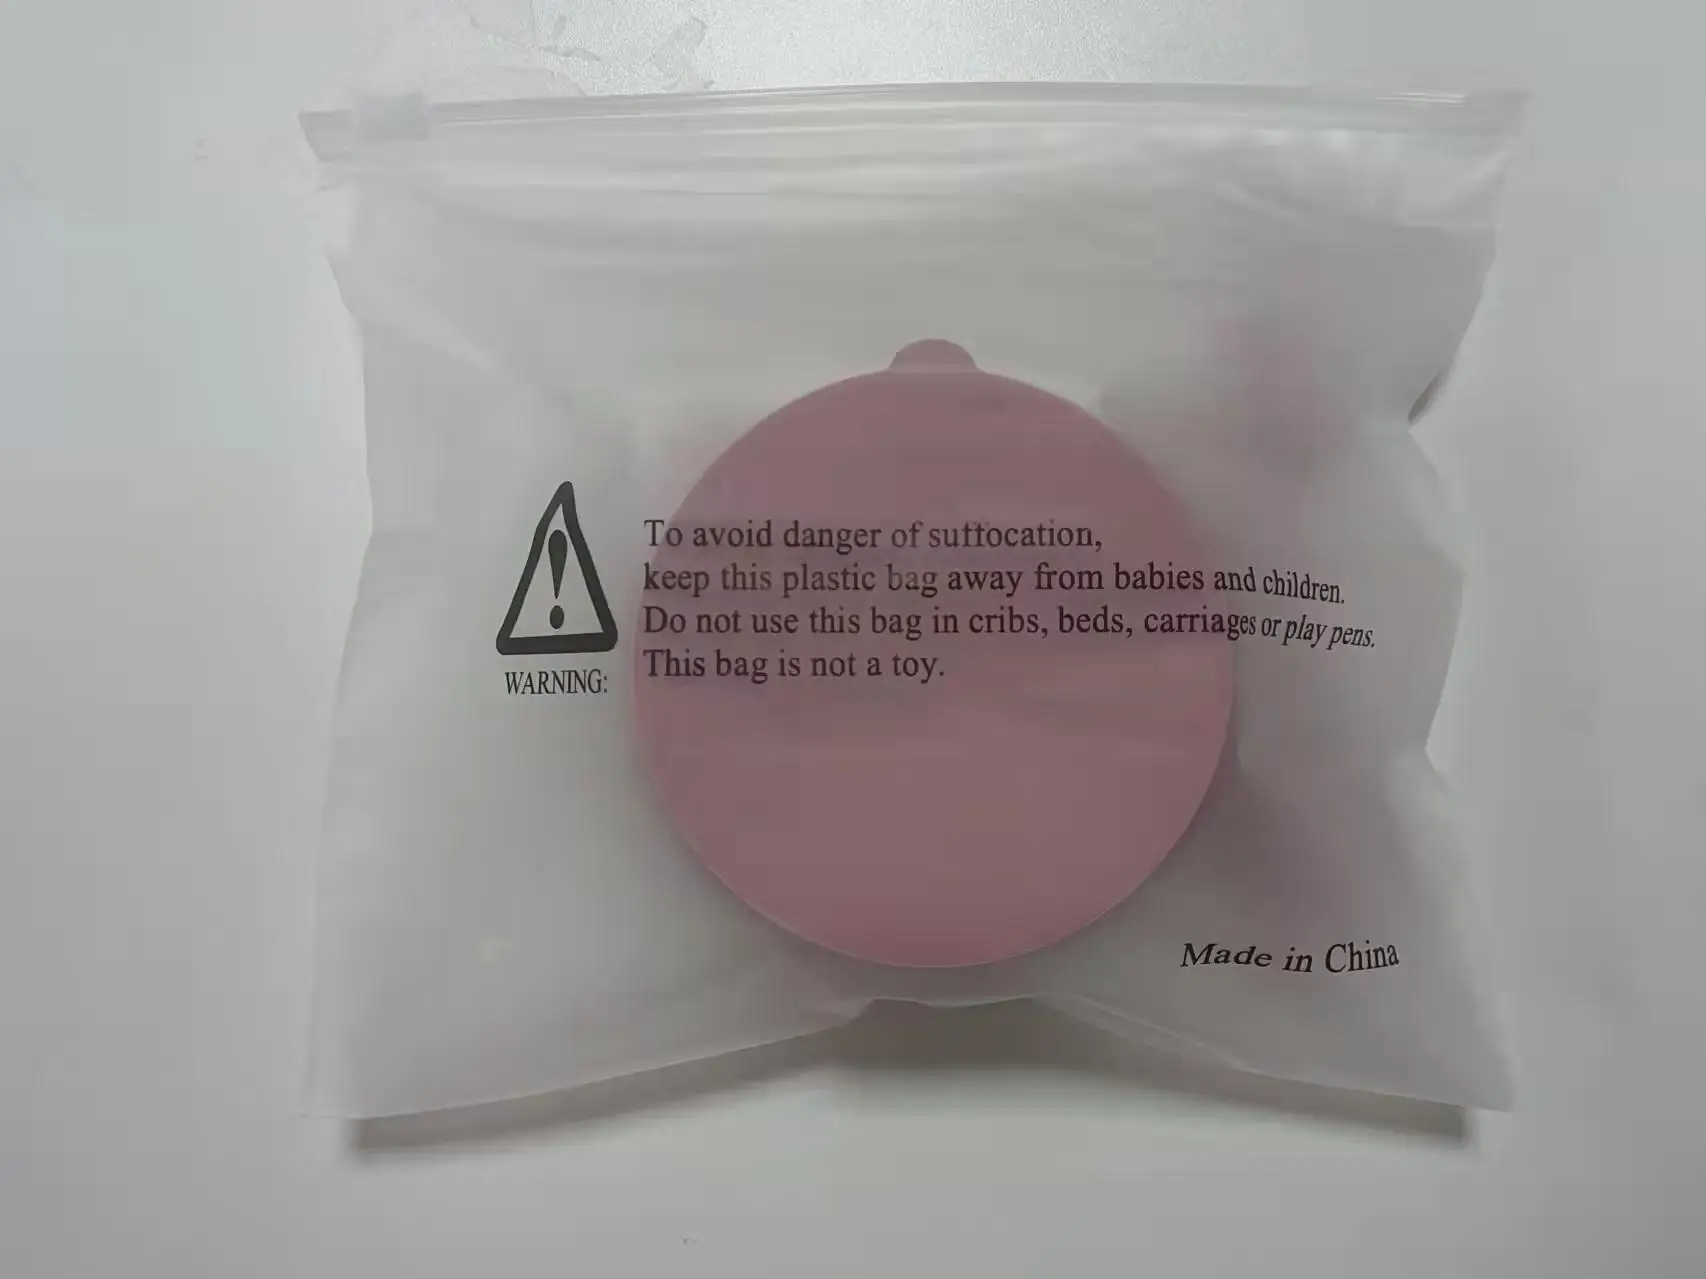 To avoid danger of suffocation,
keep this plastic bag away from babies and children.
Do not use this bag in cribs, beds, carriages or play pens.
This bag is not a toy.
WARNING:
Made in China